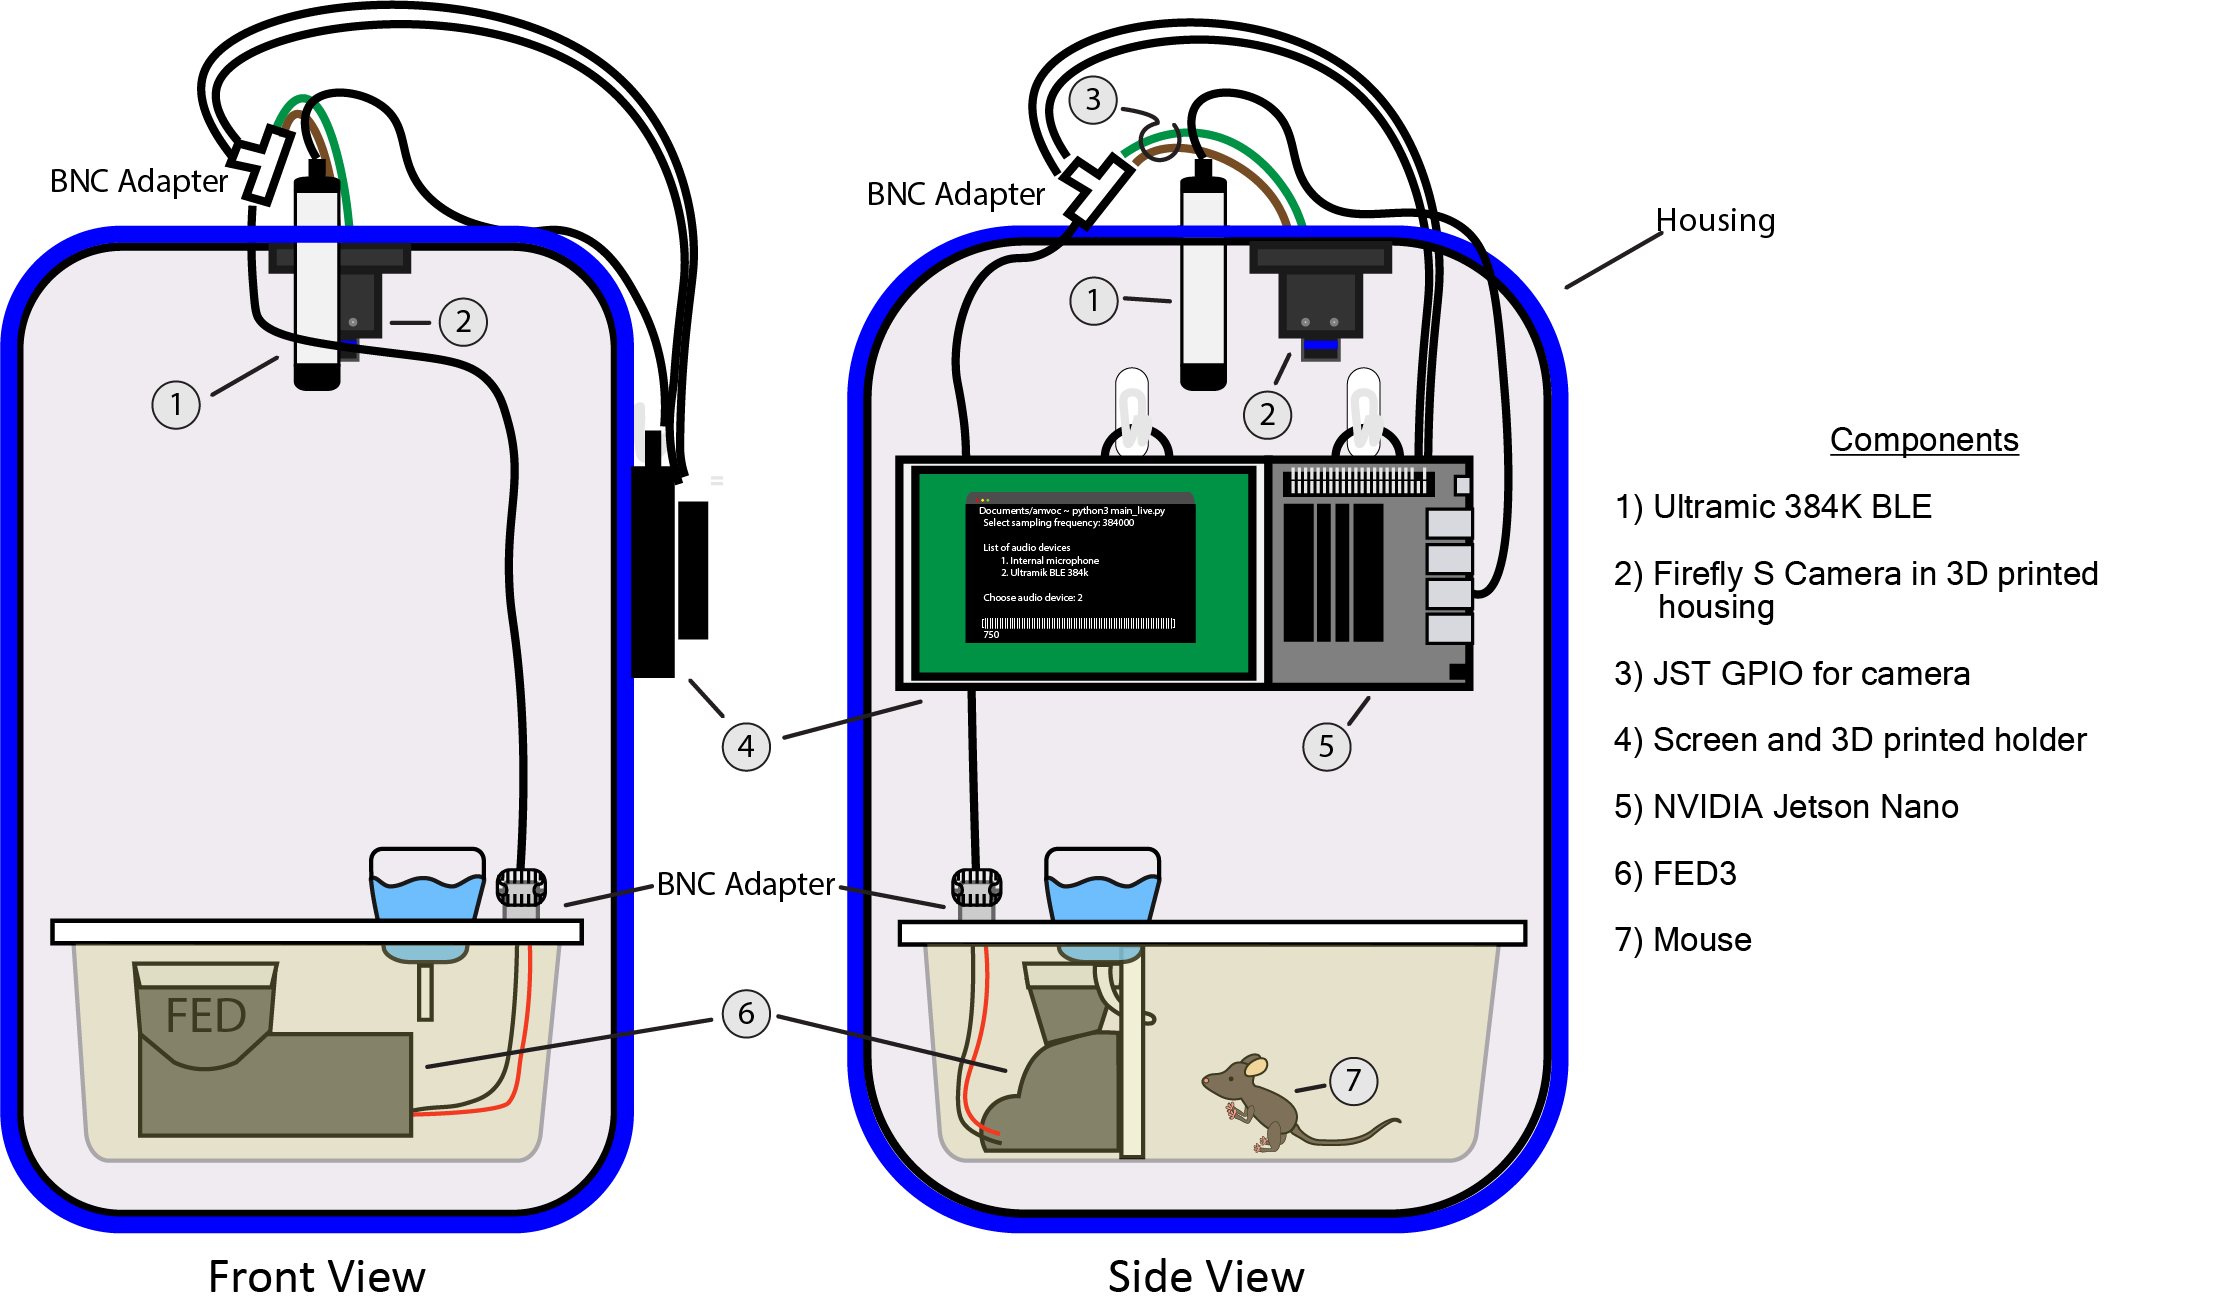 3
BNC Adapter
BNC Adapter
Housing
1
2
1
2
Components
1) Ultramic 384K BLE
2) Firefly S Camera in 3D printed
housing
3) JST GPIO for camera
4) Screen and 3D printed holder
5) NVIDIA Jetson Nano
6) FED3
7) Mouse
Documents/amvoc ~ python3 main_live.py
Select sampling frequency: 384000
List of audio devices
1. Internal microphone
2. Ultramik BLE 384k
Choose audio device: 2
[||||||||||||||||||||||||||||||||||||||||||||||||||||||||||||||||||||||]
750
4
5
BNC Adapter
FED
6
7
Front View
Side View